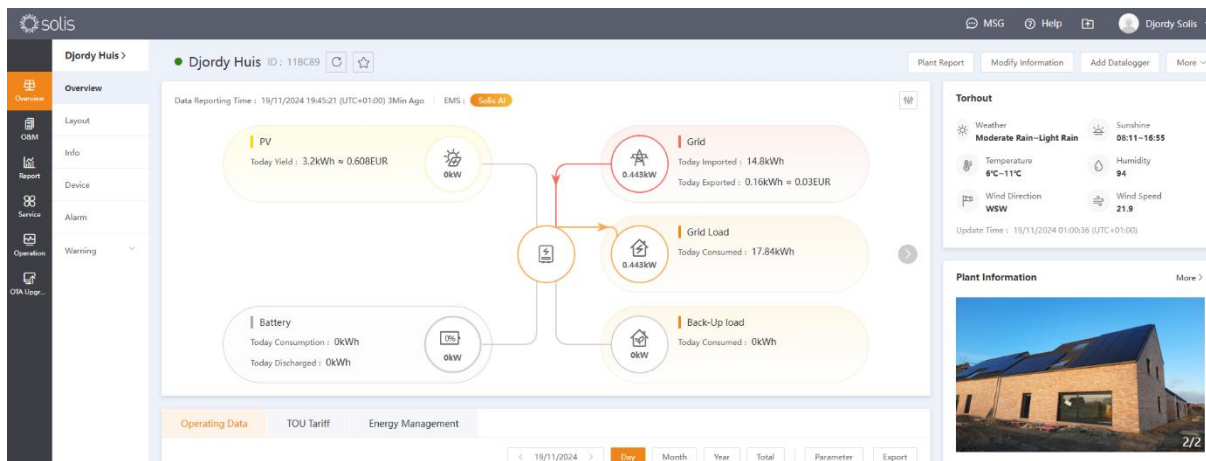 solis
MSG
Help
Djordy Solis
Overview
O&M
Report
Service
Operation
OTA Upgr...
Djordy Huis >
Overview
Layout
Info
Device
Alarm
Warning
Djordy Huis ID : 11BC89
Plant Report
Modify Information
Add Datalogger
More
Data Reporting Time : 19/11/2024 19:45:21 (UTC+01:00) 3Min Ago
EMS : Solis AI
PV
Today Yield : 3.2kWh ≈ 0.608EUR
0kW
Grid
Today Imported : 14.8kWh
Today Exported : 0.16kWh ≈ 0.03EUR
0.443kW
Grid Load
Today Consumed : 17.84kWh
0.443kW
Battery
Today Consumption : 0kWh
Today Discharged : 0kWh
0%
0kW
Back-Up load
Today Consumed : 0kWh
0kW
Operating Data
TOU Tariff
Energy Management
< 19/11/2024 >
Day
Month
Year
Total
Parameter
Export
Torhout
Weather
Moderate Rain~Light Rain
Sunshine
08:11~16:55
Temperature
6℃~11℃
Humidity
94
Wind Direction
WSW
Wind Speed
21.9
Update Time : 19/11/2024 01:00:36 (UTC+01:00)
Plant Information
More >
2/2